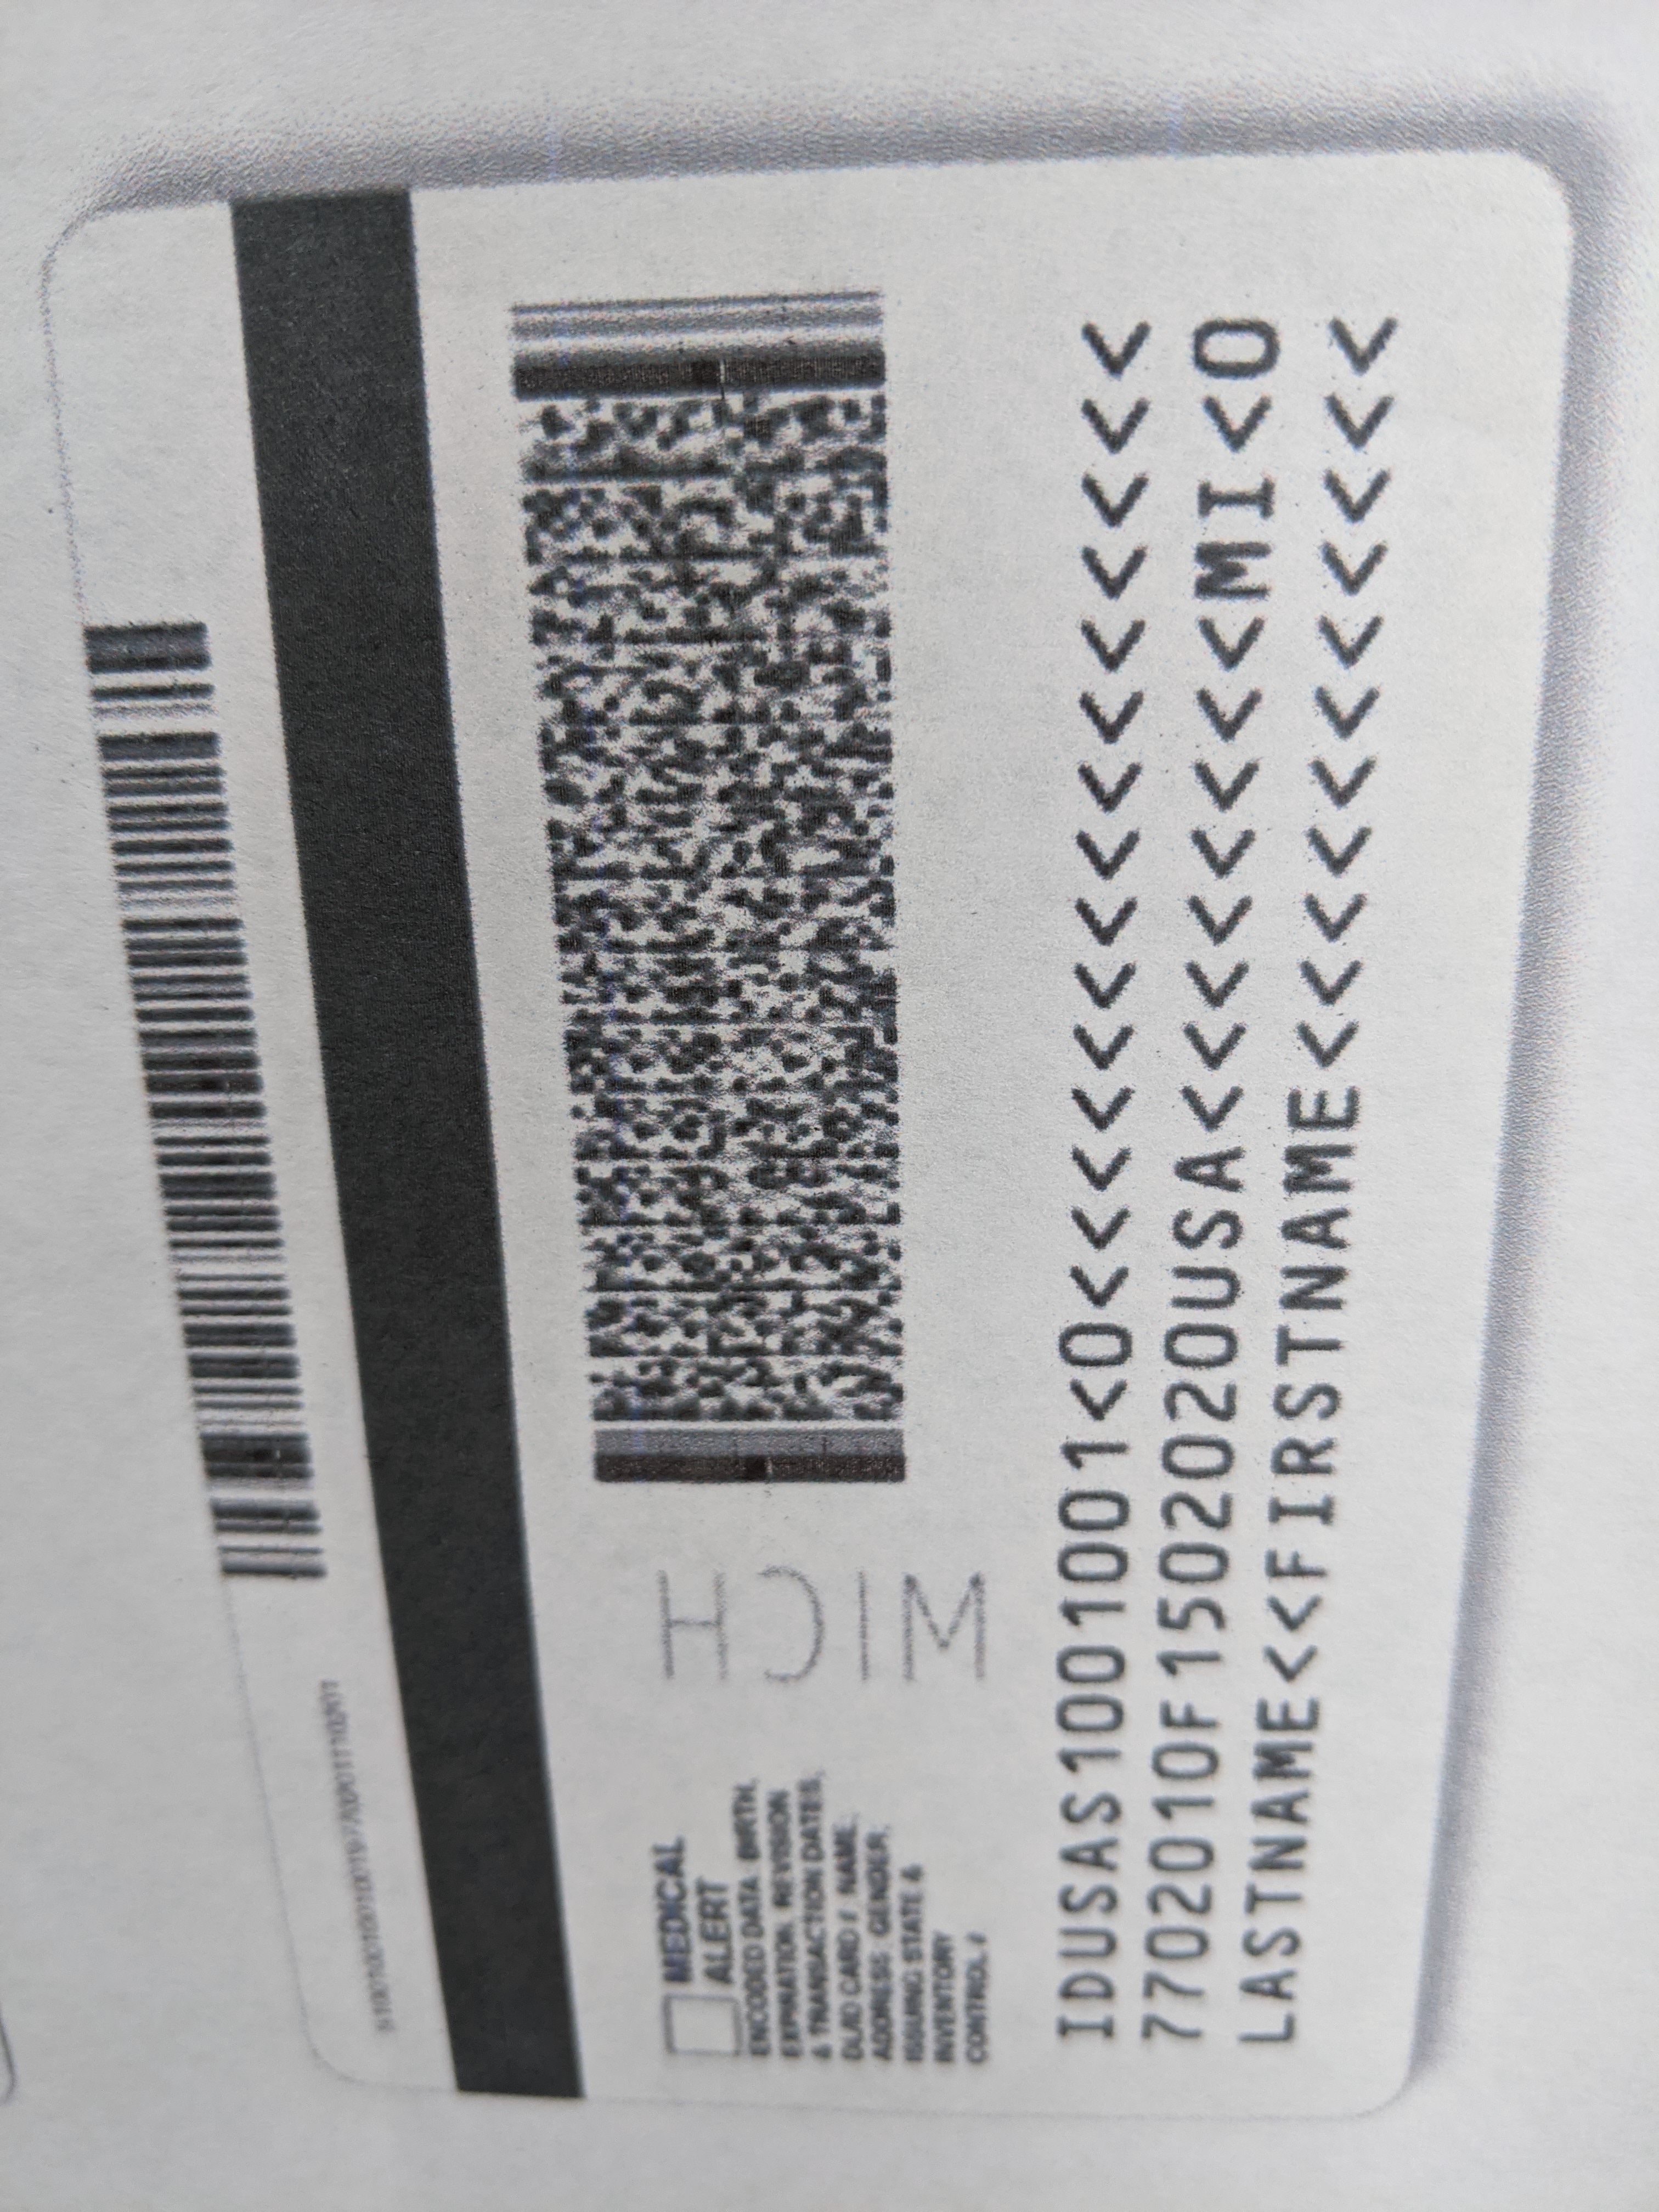 MEDICAL
ALERT
ENCODED DATA: BIRTH,
EXPIRATION, REVISION
& TRANSACTION DATES,
DL/ID CARD # NAME,
ADDRESS, GENDER,
ISSUING STATE &
INVENTORY
CONTROL #
MICH
IDUSAS1001001<0<<<<<<<<<<<<<<<
7702010F1502020USA<<<<<<<<MI<0
LASTNAME<<FIRSTNAME<<<<<<<<<<<